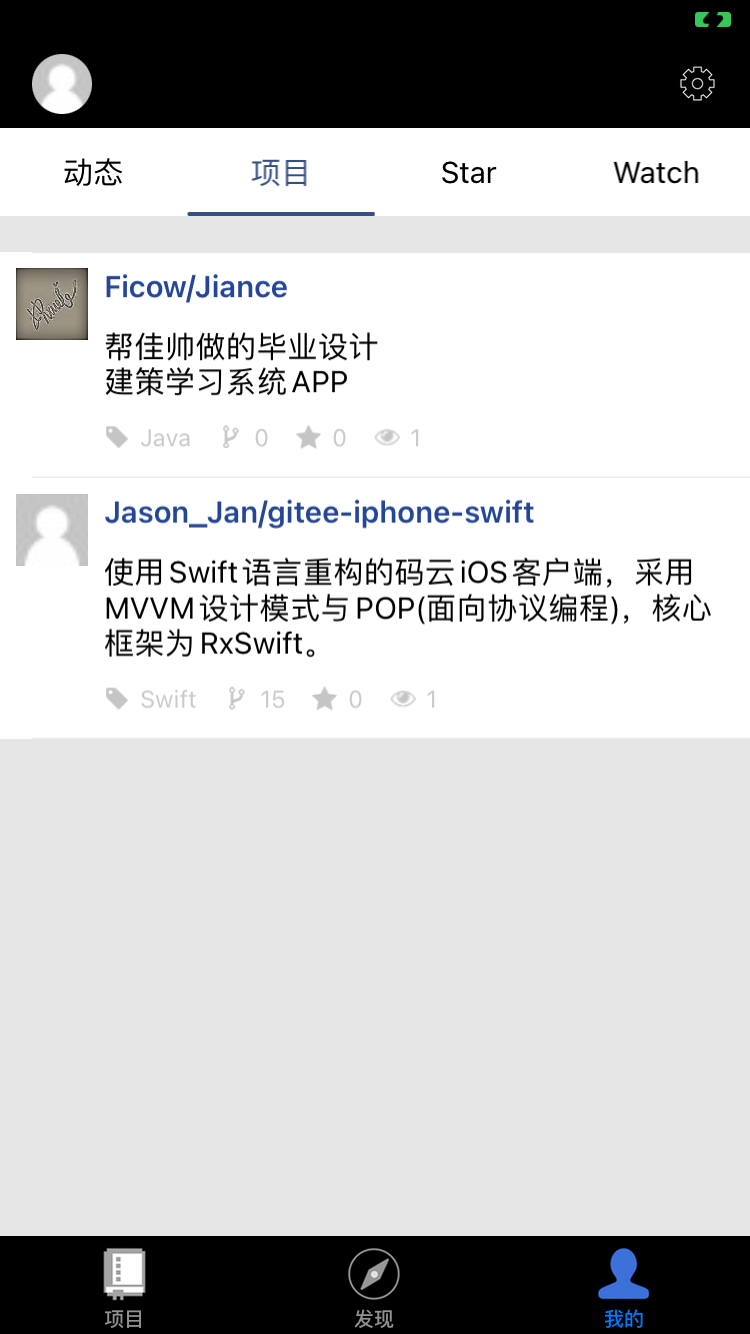 动态 项目 Star Watch
Ficow/Jiance
帮佳帅做的毕业设计
建策学习系统APP
Java 0 0 1
Jason_Jan/gitee-iphone-swift
使用Swift语言重构的码云iOS客户端，采用
MVVM设计模式与POP(面向协议编程)，核心
框架为RxSwift。
Swift 15 0 1
项目 发现 我的